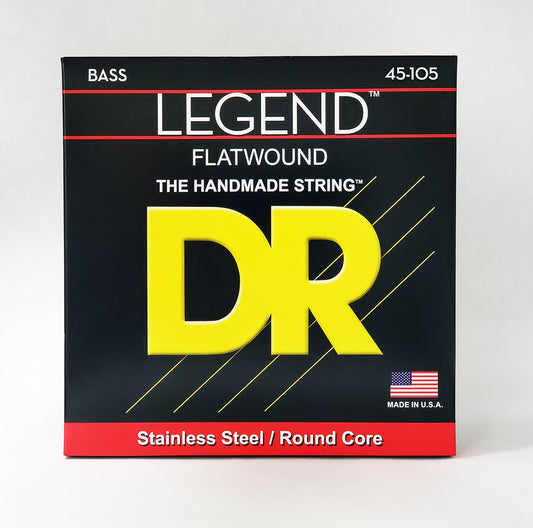 BASS 45-105
LEGEND™
FLATWOUND
THE HANDMADE STRING™
DR
MADE IN U.S.A.
Stainless Steel / Round Core